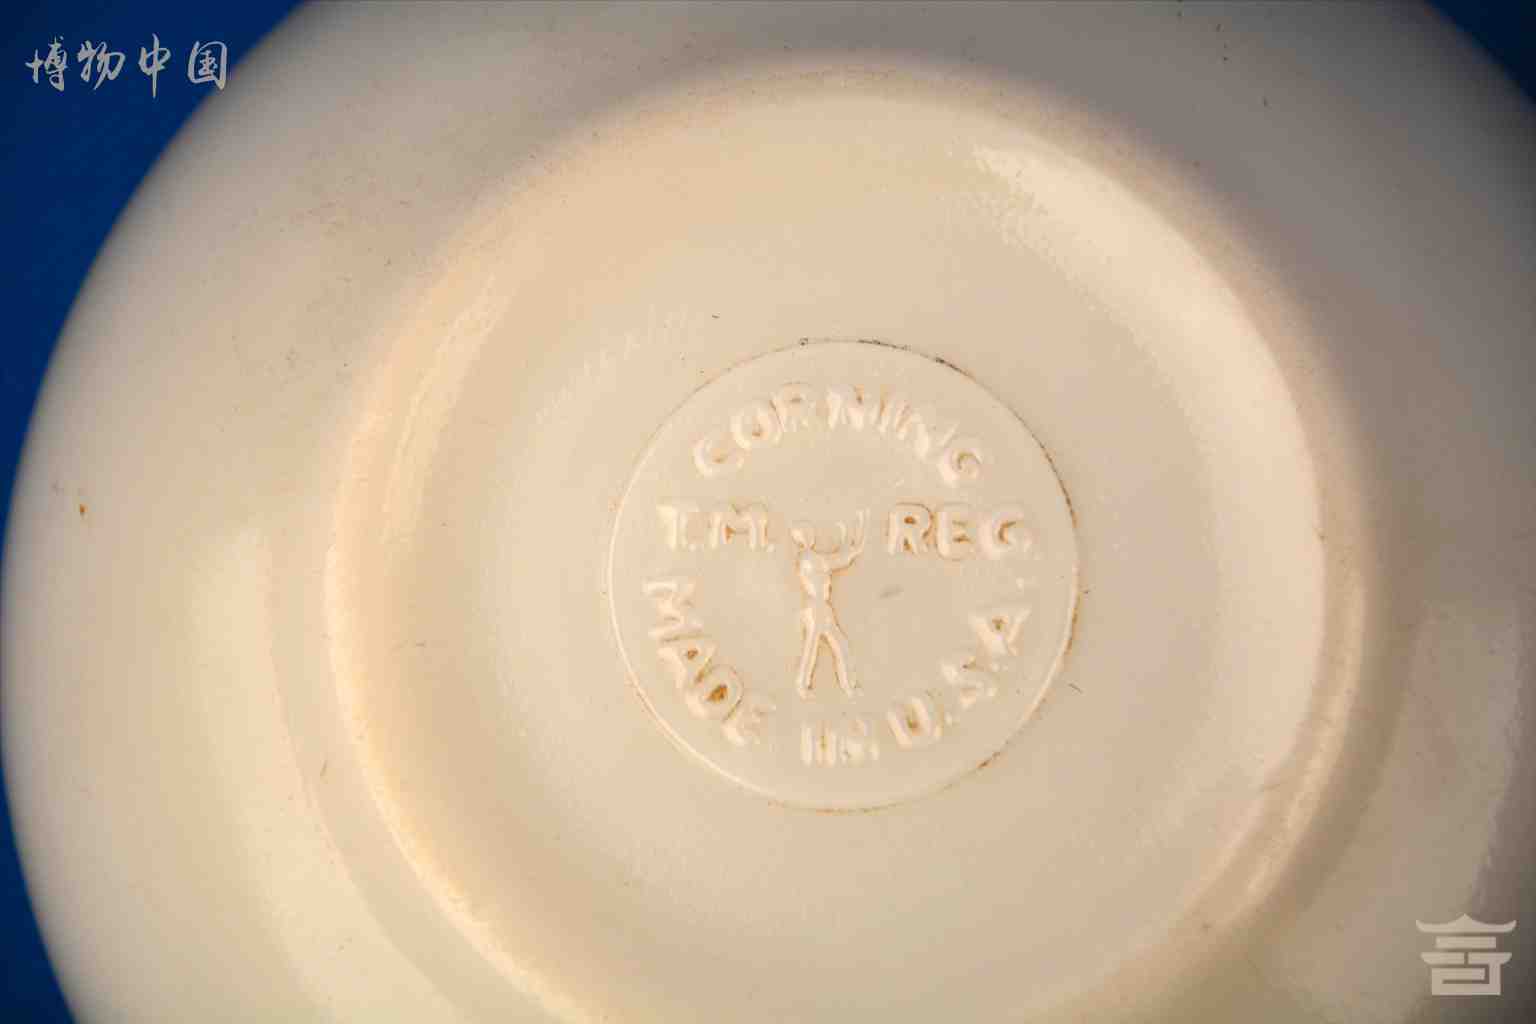 博物中国
CORNING
T.M. REG.
MADE IN U.S.A.